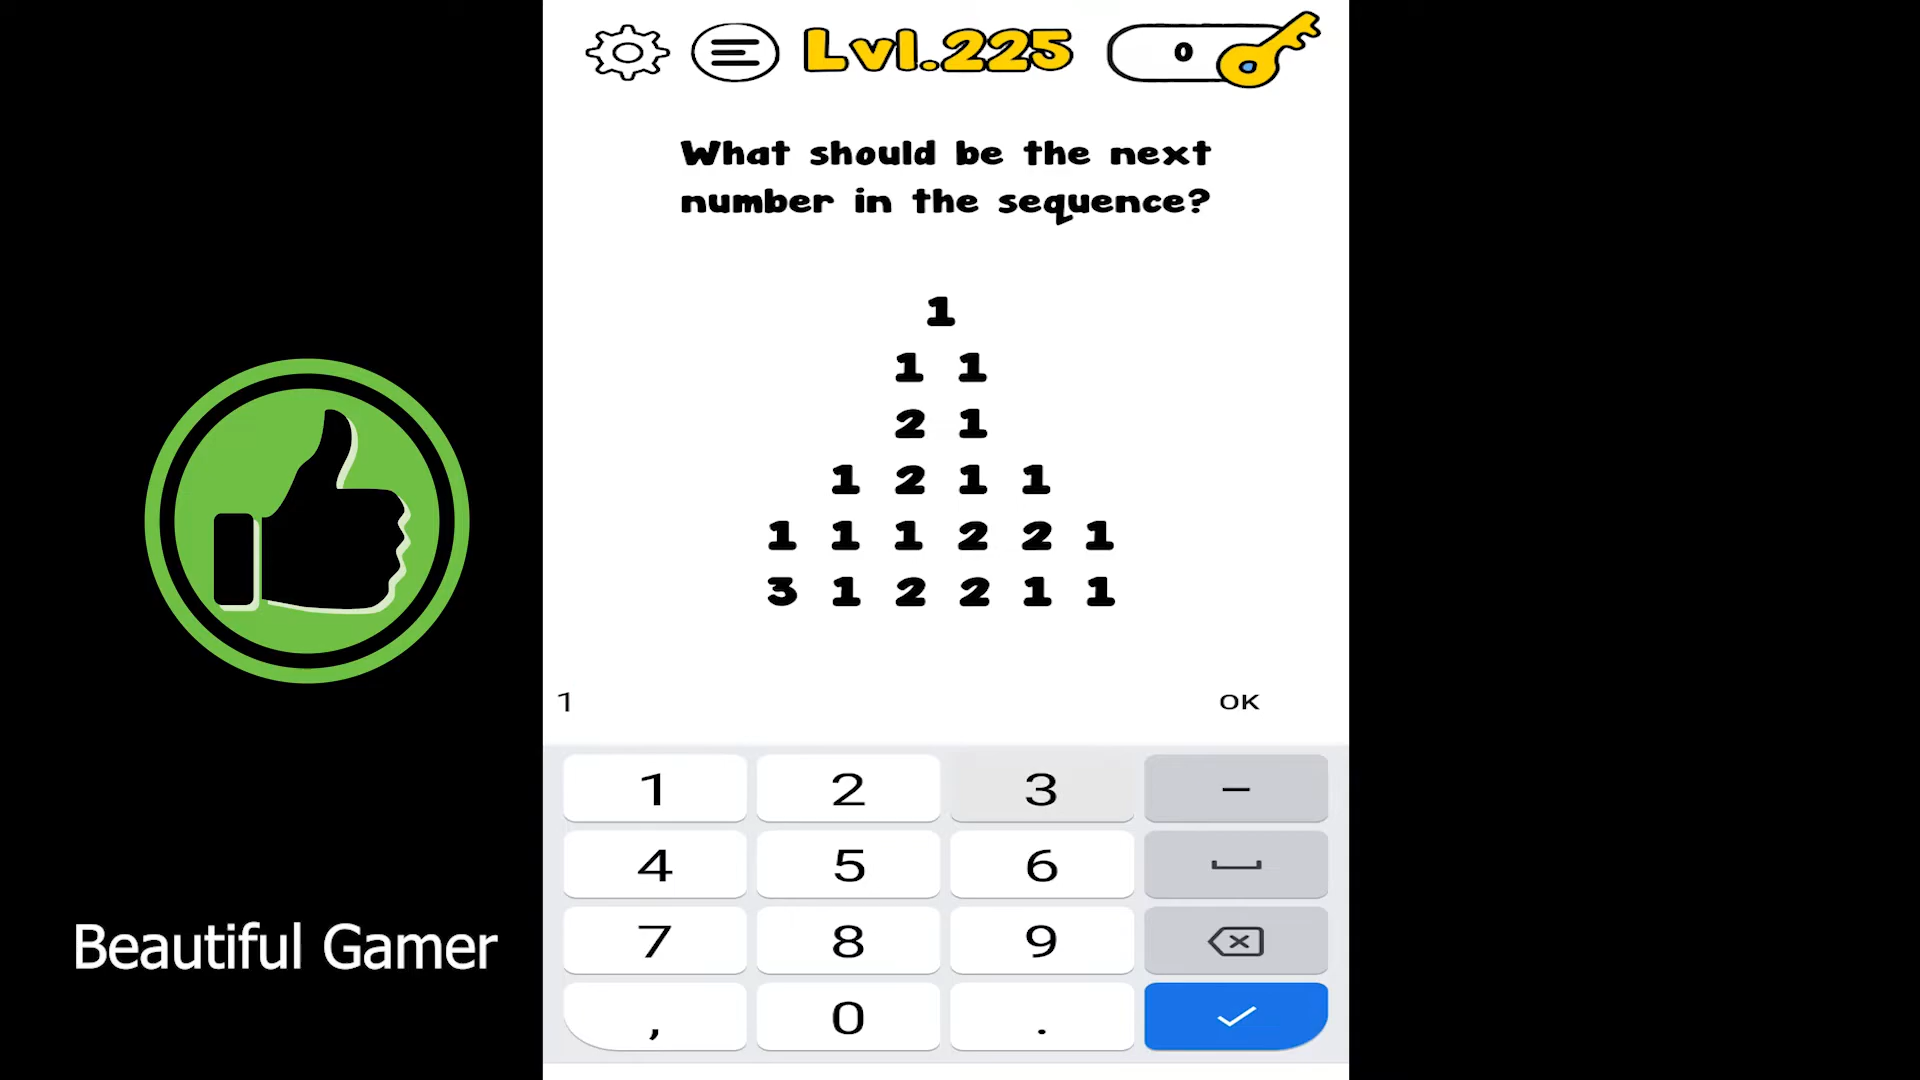 Lvl.225
0
What should be the next
number in the sequence?
1
1 1
2 1
1 2 1 1
1 1 1 2 2 1
3 1 2 2 1 1
1
OK
1 2 3 –
4 5 6
7 8 9
, 0 .
Beautiful Gamer